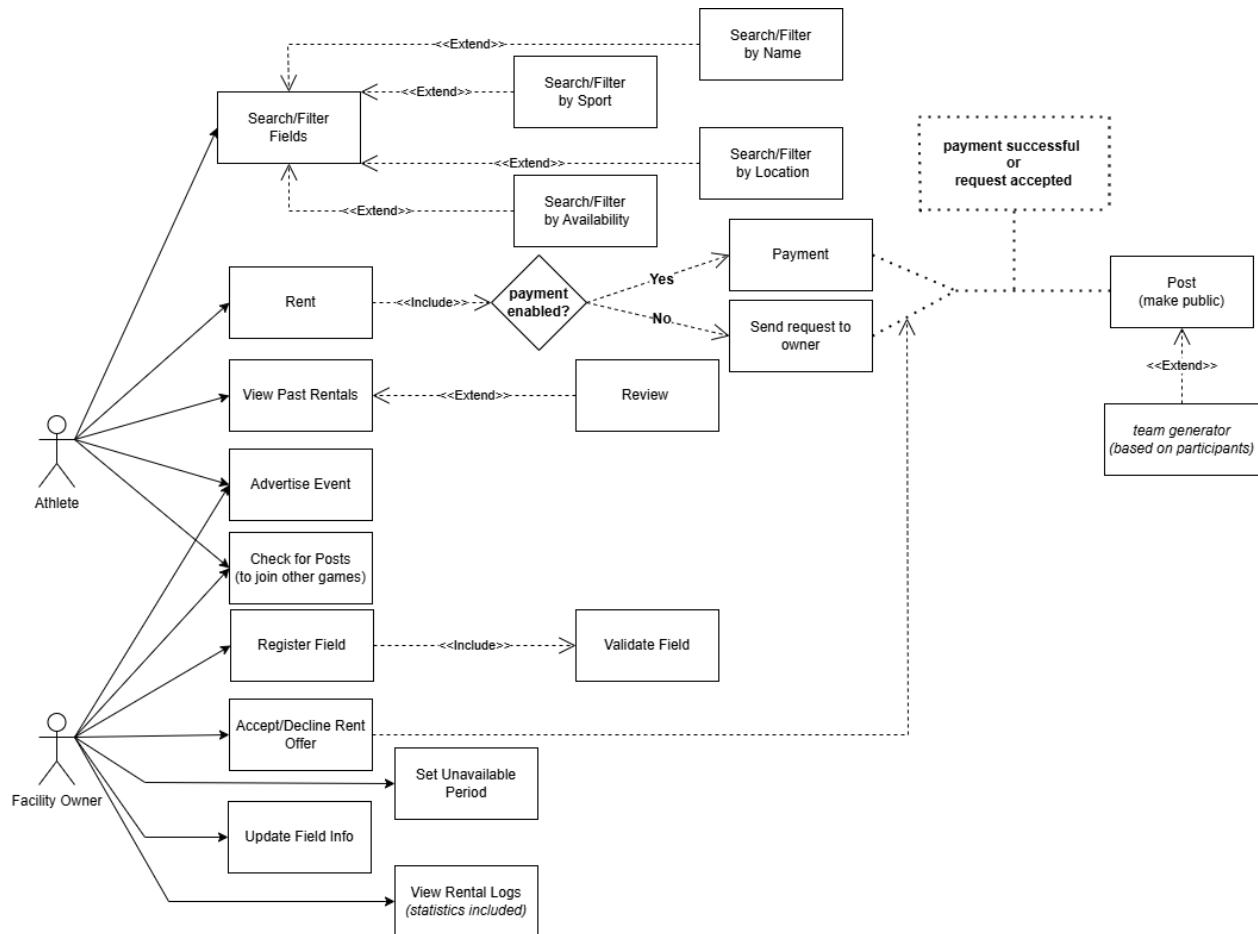 <<Extend>>
Search/Filter
by Name
<<Extend>>
Search/Filter
by Sport
Search/Filter
Fields
<<Extend>>
Search/Filter
by Location
<<Extend>>
Search/Filter
by Availability
payment successful
or
request accepted
Rent
<<Include>>
payment
enabled?
Yes
No
Payment
Send request to
owner
Post
(make public)
<<Extend>>
team generator
(based on participants)
View Past Rentals
<<Extend>>
Review
Athlete
Advertise Event
Check for Posts
(to join other games)
Register Field
<<Include>>
Validate Field
Accept/Decline Rent
Offer
Facility Owner
Set Unavailable
Period
Update Field Info
View Rental Logs
(statistics included)